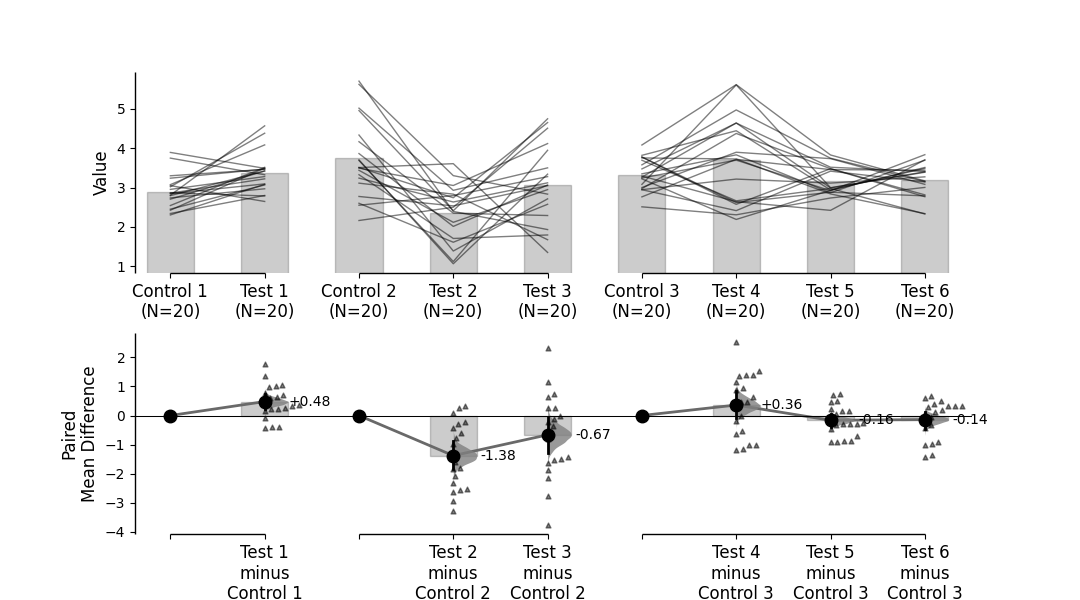 Value
5
4
3
2
1
Control 1 Test 1 Control 2 Test 2 Test 3 Control 3 Test 4 Test 5 Test 6
(N=20) (N=20) (N=20) (N=20) (N=20) (N=20) (N=20) (N=20) (N=20)
Paired
Mean Difference
2
1
0
−1
−2
−3
−4
+0.48
-1.38
-0.67
+0.36
-0.16
-0.14
Test 1 Test 2 Test 3 Test 4 Test 5 Test 6
minus minus minus minus minus minus
Control 1 Control 2 Control 2 Control 3 Control 3 Control 3